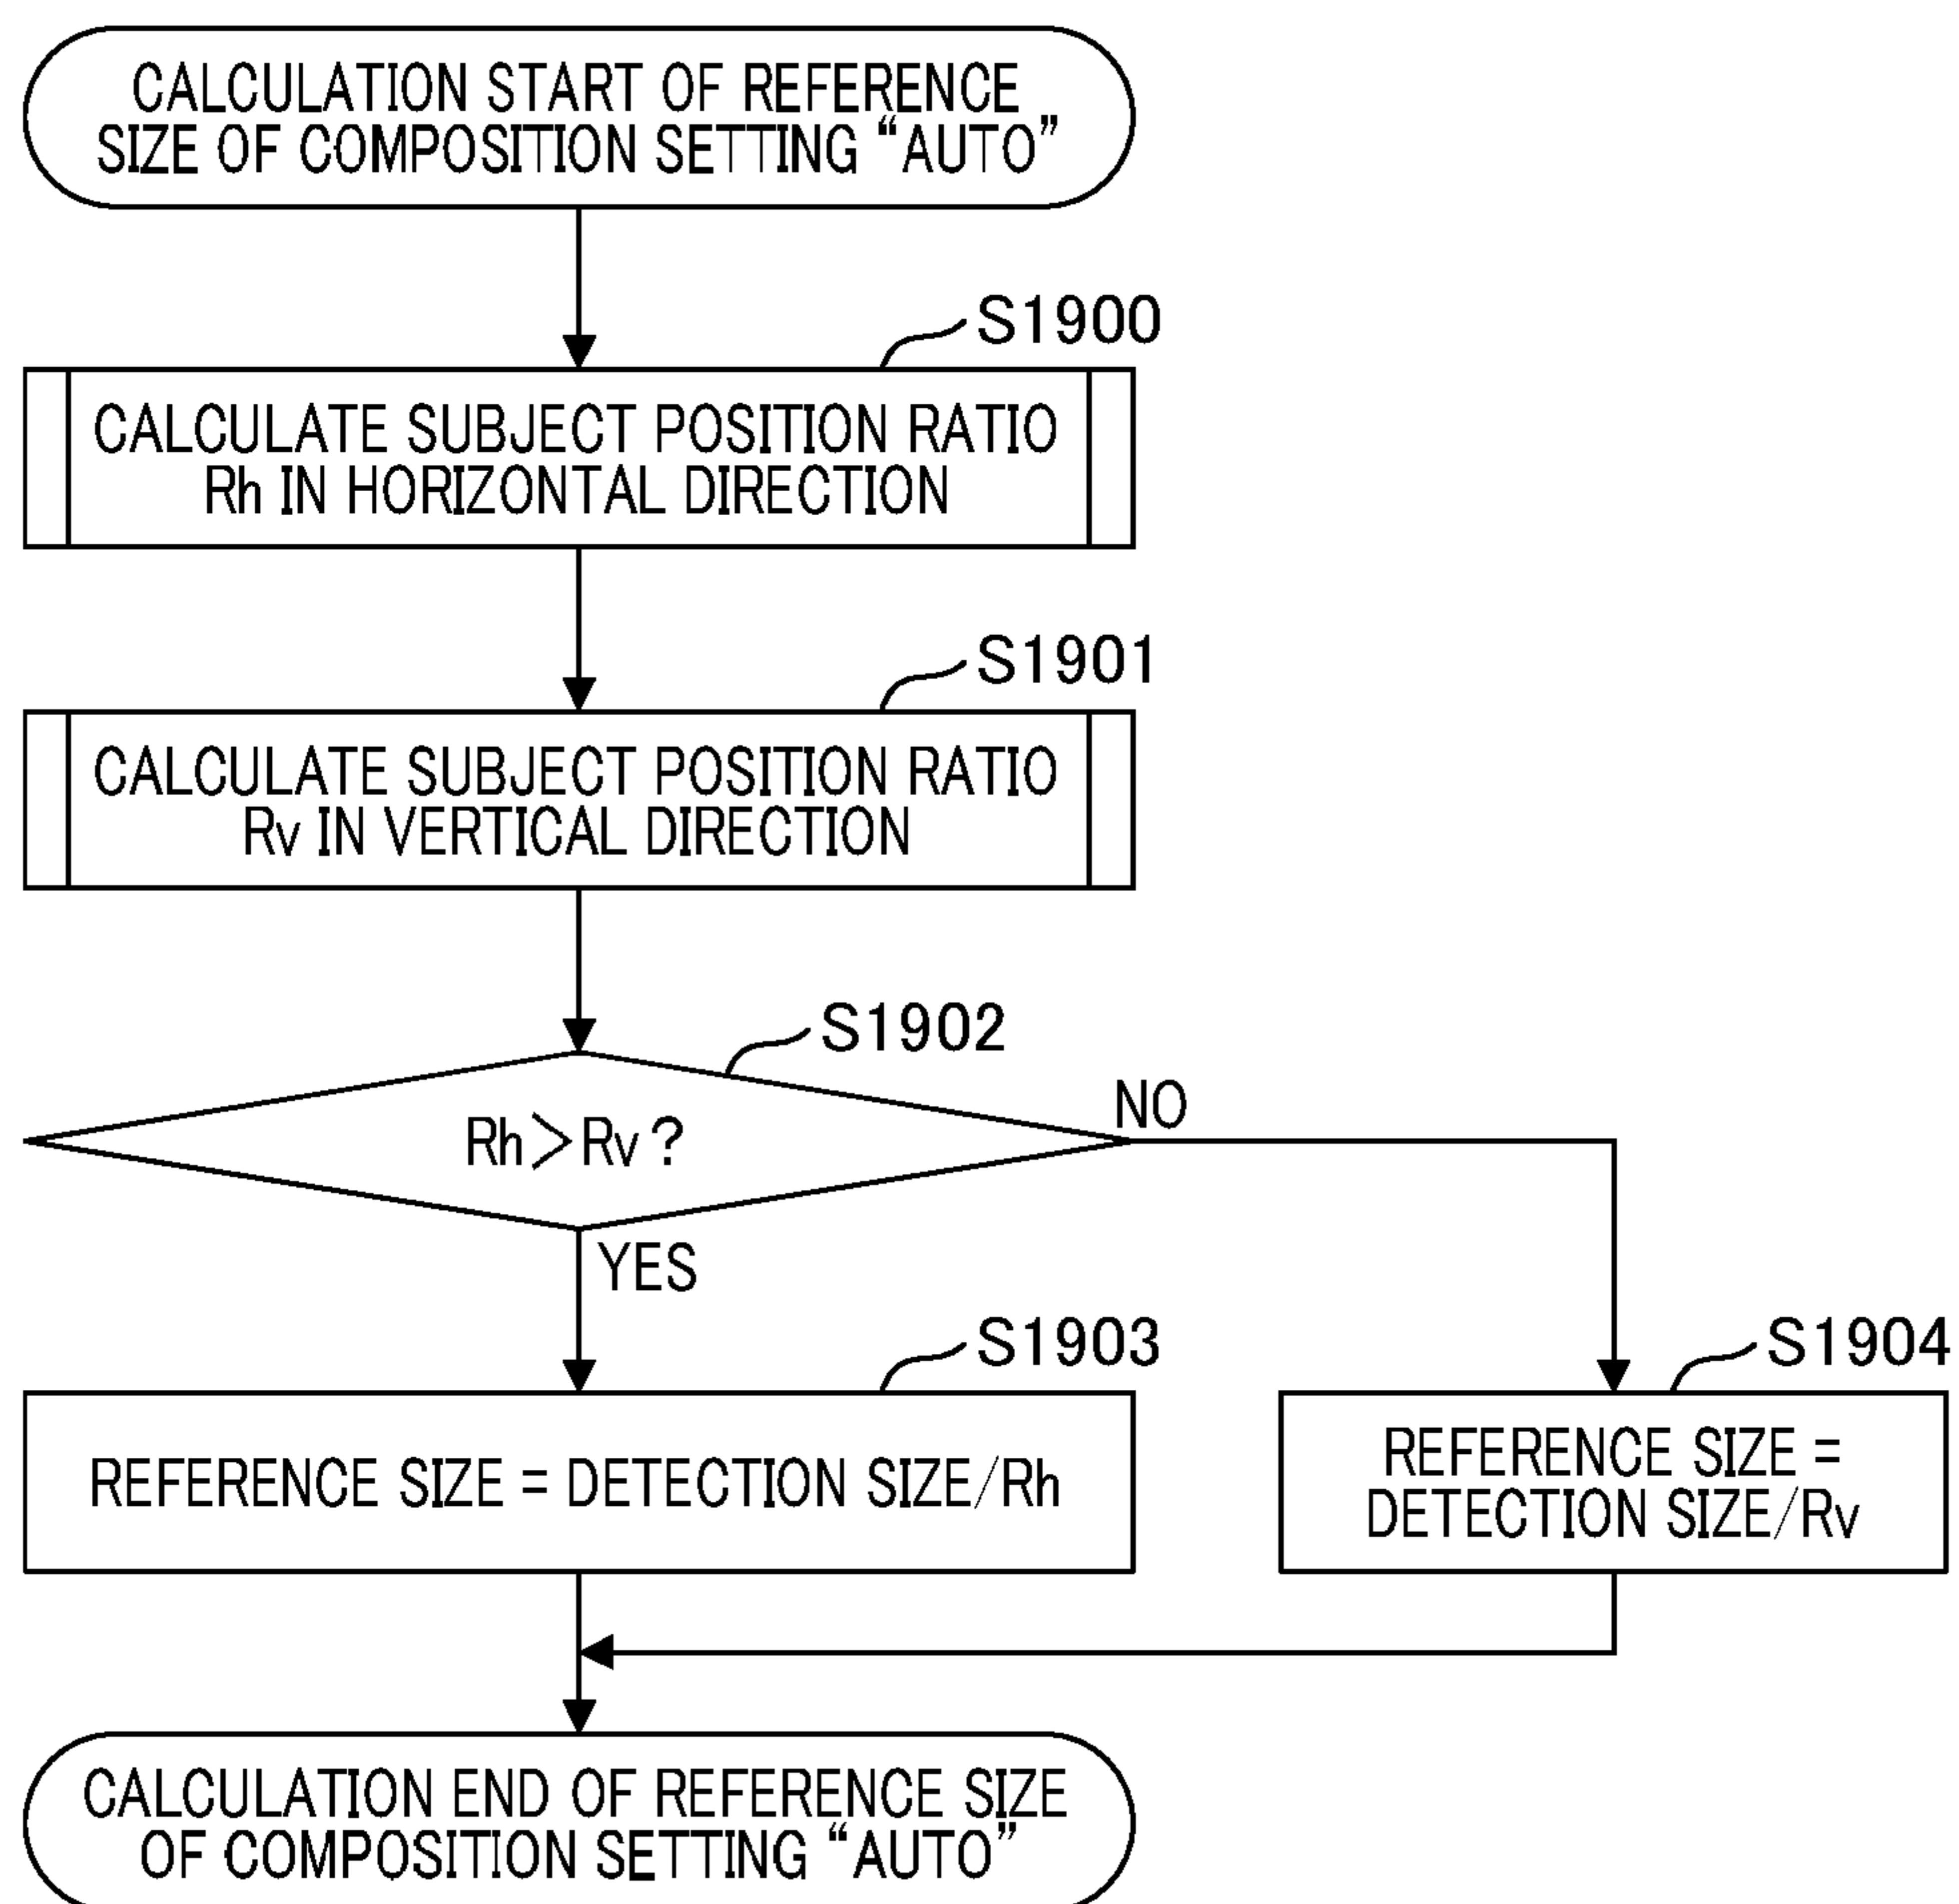 CALCULATION START OF REFERENCE
SIZE OF COMPOSITION SETTING “AUTO”
S1900
CALCULATE SUBJECT POSITION RATIO
Rh IN HORIZONTAL DIRECTION
S1901
CALCULATE SUBJECT POSITION RATIO
Rv IN VERTICAL DIRECTION
S1902
Rh>Rv?
NO
YES
S1903
REFERENCE SIZE = DETECTION SIZE/Rh
S1904
REFERENCE SIZE =
DETECTION SIZE/Rv
CALCULATION END OF REFERENCE SIZE
OF COMPOSITION SETTING “AUTO”